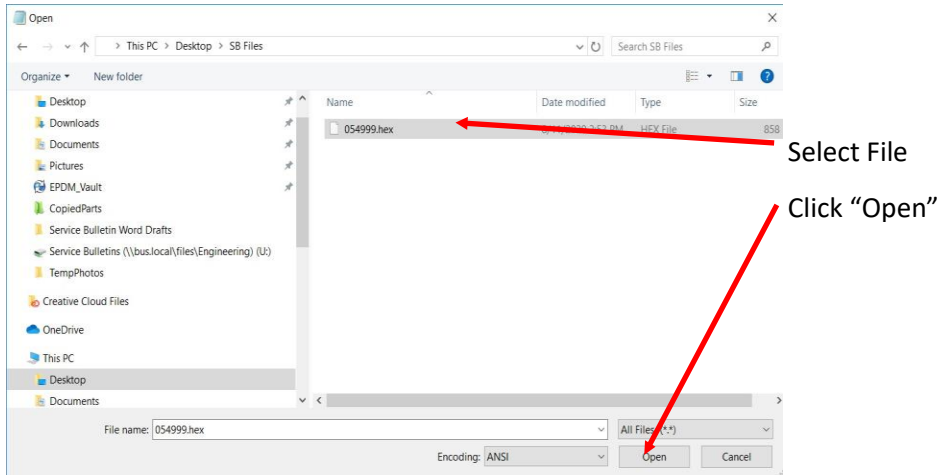 Open
> This PC > Desktop > SB Files
Search SB Files
Organize
New folder
Name
Date modified
Type
Size
Desktop
Downloads
Documents
Pictures
EPDM_Vault
CopiedParts
Service Bulletin Word Drafts
Service Bulletins (\\bus.local\files\Engineering) (U:)
TempPhotos
Creative Cloud Files
OneDrive
This PC
Desktop
Documents
054999.hex
2:53 PM
HEX File
858
Select File
Click “Open”
File name: 054999.hex
All Files (*.*)
Encoding: ANSI
Open
Cancel